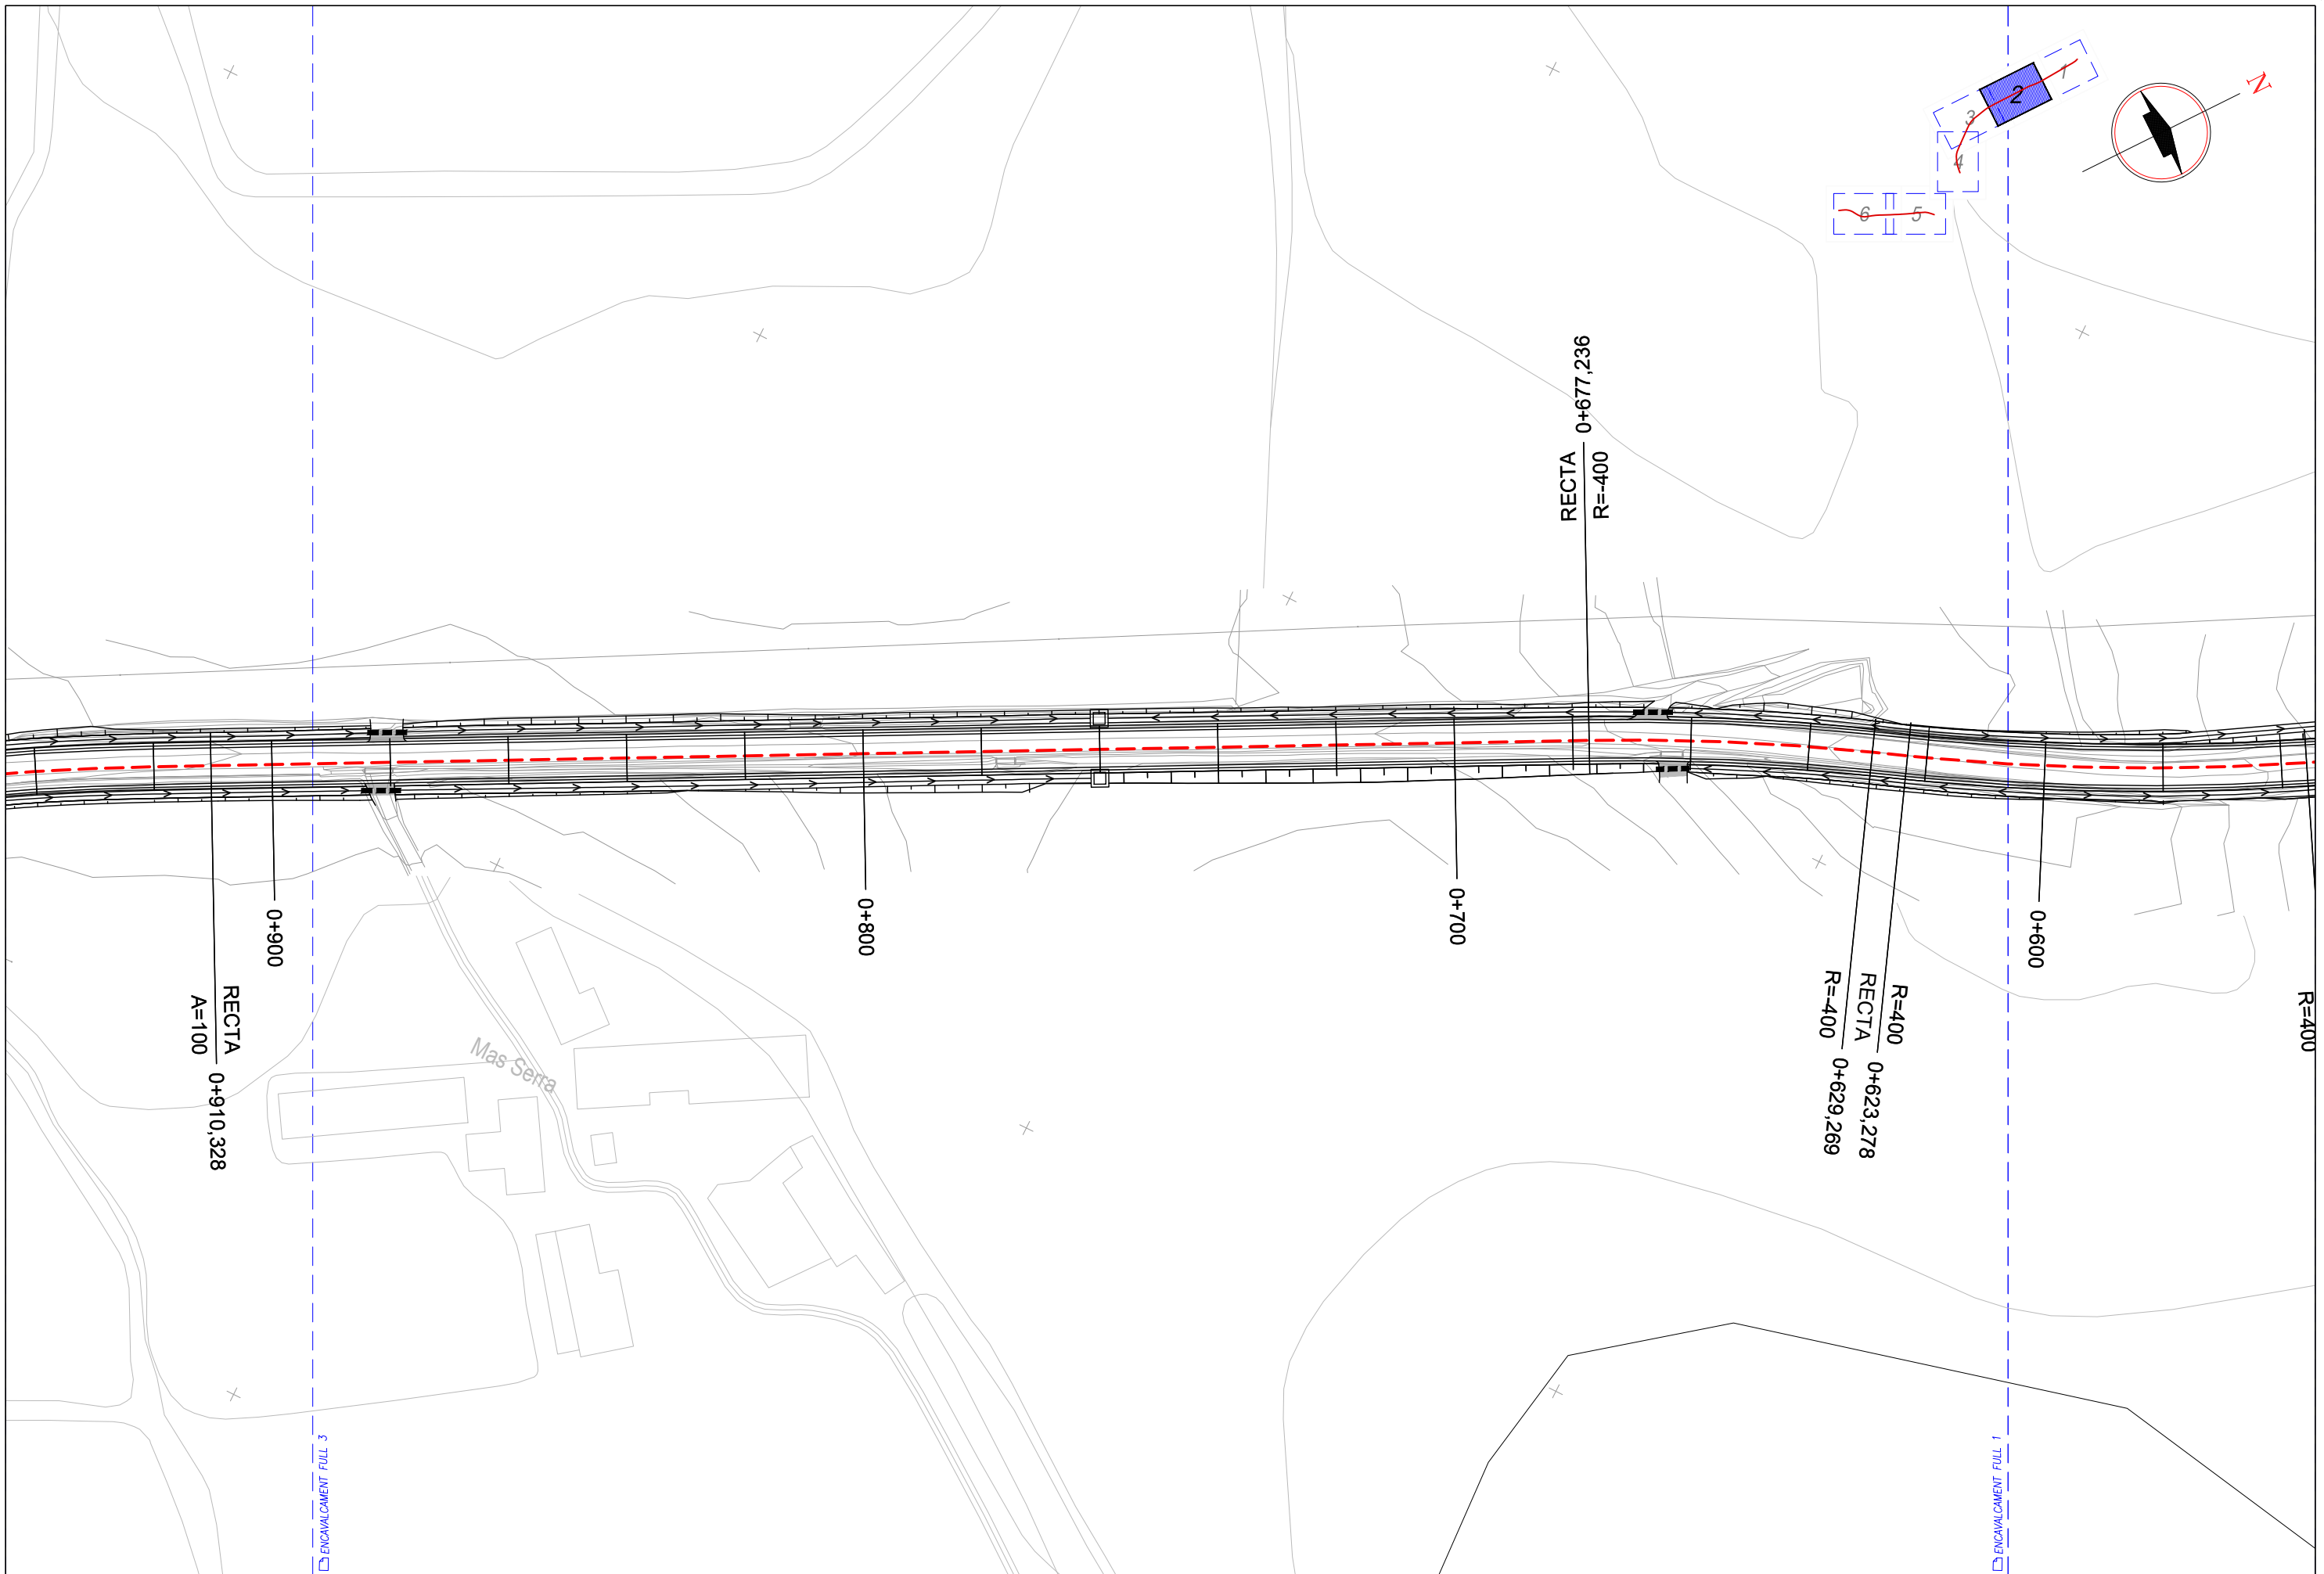 N
1
2
3
4
5
6
0+677,236
RECTA
R=-400
0+900
0+800
0+700
0+600
RECTA
A=100
0+910,328
R=400
RECTA
0+623,278
R=-400
0+629,269
R=400
Mas Serra
ENCAVALCAMENT FULL 3
ENCAVALCAMENT FULL 1